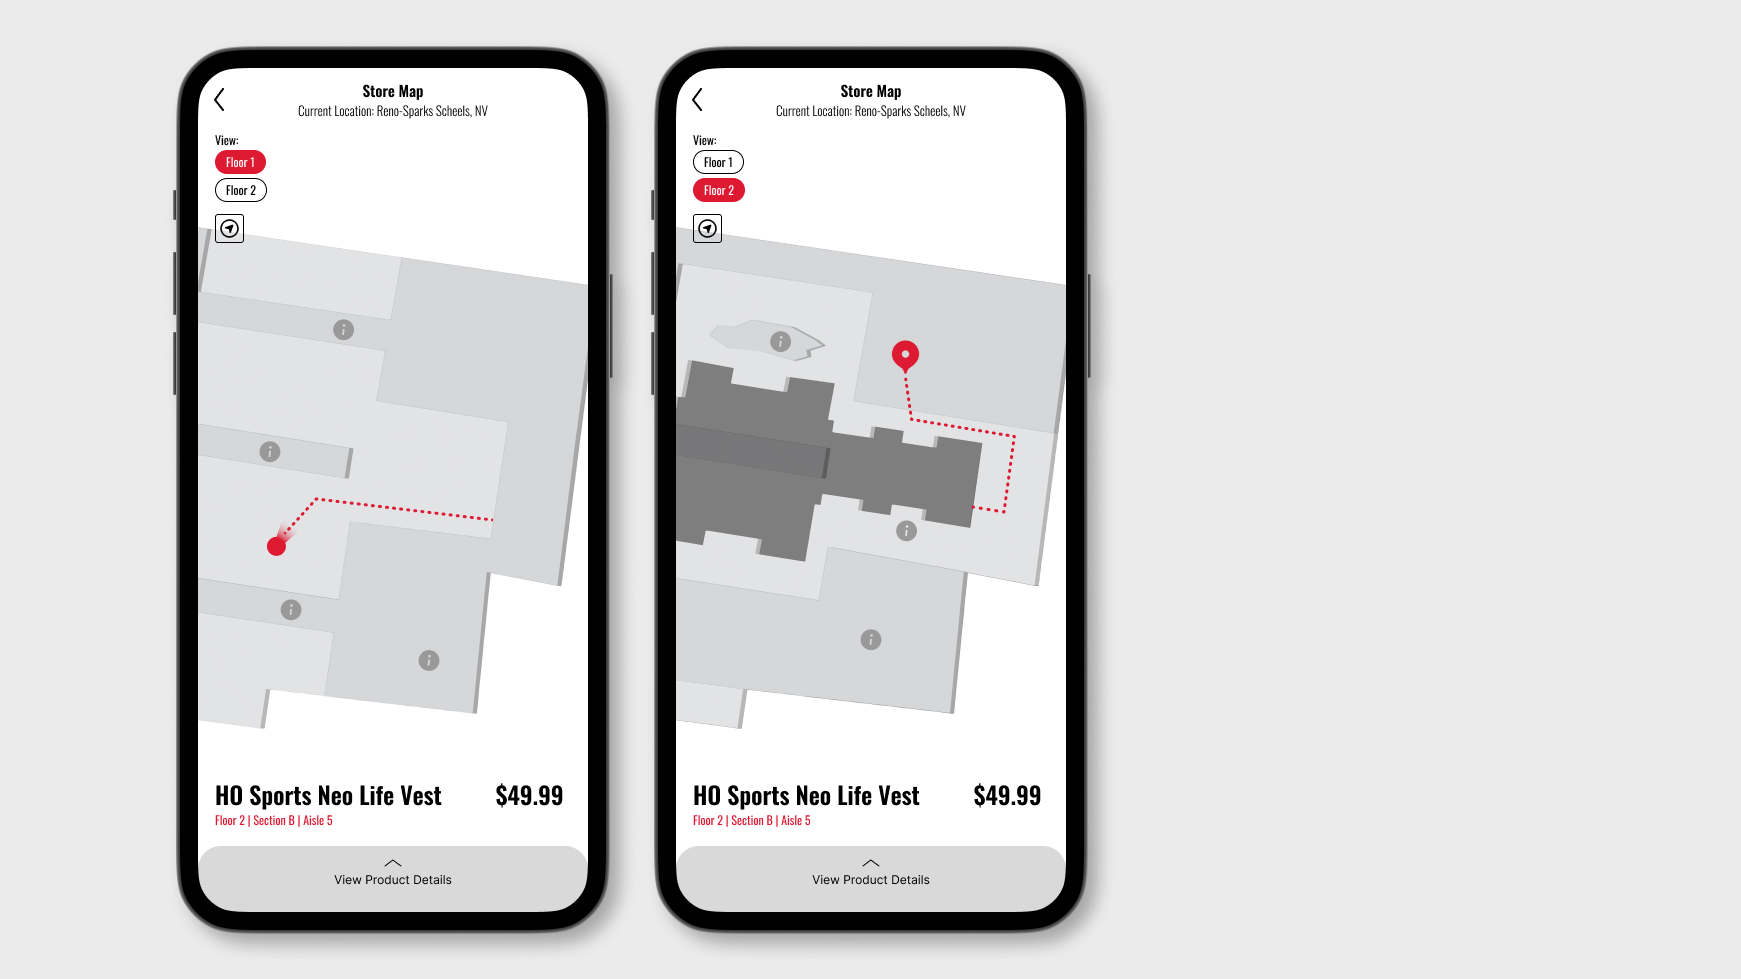 Store Map
Current Location: Reno-Sparks Scheels, NV
View:
Floor 1
Floor 2
i
i
i
i
HO Sports Neo Life Vest $49.99
Floor 2 | Section B | Aisle 5
View Product Details
Store Map
Current Location: Reno-Sparks Scheels, NV
View:
Floor 1
Floor 2
i
i
i
HO Sports Neo Life Vest $49.99
Floor 2 | Section B | Aisle 5
View Product Details